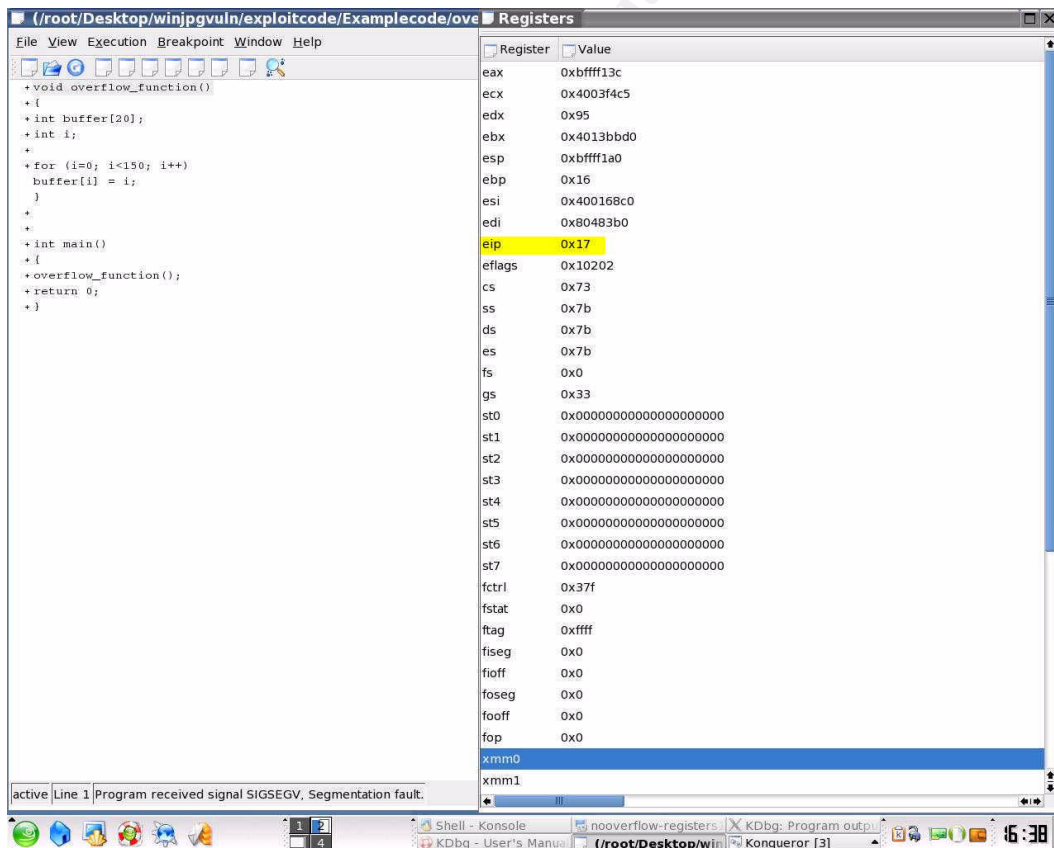 (/root/Desktop/winjpgvuln/exploitcode/Examplecode/ove
File View Execution Breakpoint Window Help
+ void overflow_function()
+ {
+ int buffer[20];
+ int i;
+
+ for (i=0; i<150; i++)
buffer[i] = i;
}
+
+
+ int main()
+ {
+ overflow_function();
+ return 0;
+ }
active Line 1 Program received signal SIGSEGV, Segmentation fault.
Registers
Register Value
eax 0xbffff13c
ecx 0x4003f4c5
edx 0x95
ebx 0x4013bbd0
esp 0xbffff1a0
ebp 0x16
esi 0x400168c0
edi 0x80483b0
eip 0x17
eflags 0x10202
cs 0x73
ss 0x7b
ds 0x7b
es 0x7b
fs 0x0
gs 0x33
st0 0x00000000000000000000
st1 0x00000000000000000000
st2 0x00000000000000000000
st3 0x00000000000000000000
st4 0x00000000000000000000
st5 0x00000000000000000000
st6 0x00000000000000000000
st7 0x00000000000000000000
fctrl 0x37f
fstat 0x0
ftag 0xffff
fiseg 0x0
fioff 0x0
foseg 0x0
fooff 0x0
fop 0x0
xmm0
xmm1
1 2
4
Shell - Konsole
nooverflow-registers
KDbg: Program outpu
KDbg - User's Manua
(/root/Desktop/win
Konqueror [3]
16:38